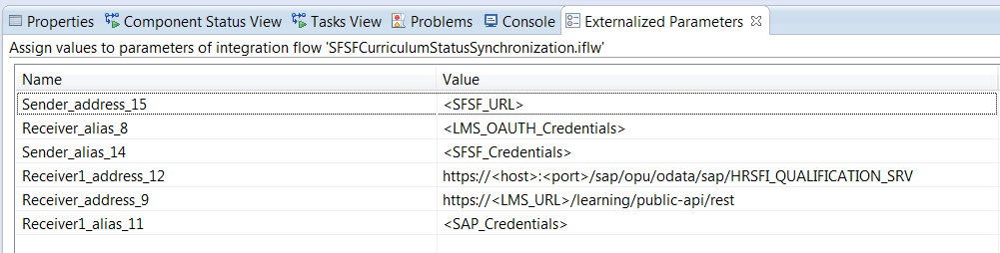 Properties Component Status View Tasks View Problems Console Externalized Parameters
Assign values to parameters of integration flow 'SFSFCurriculumStatusSynchronization.iflw'
Name Value
Sender_address_15 <SFSF_URL>
Receiver_alias_8 <LMS_OAUTH_Credentials>
Sender_alias_14 <SFSF_Credentials>
Receiver1_address_12 https://<host>:<port>/sap/opu/odata/sap/HRSFI_QUALIFICATION_SRV
Receiver_address_9 https://<LMS_URL>/learning/public-api/rest
Receiver1_alias_11 <SAP_Credentials>